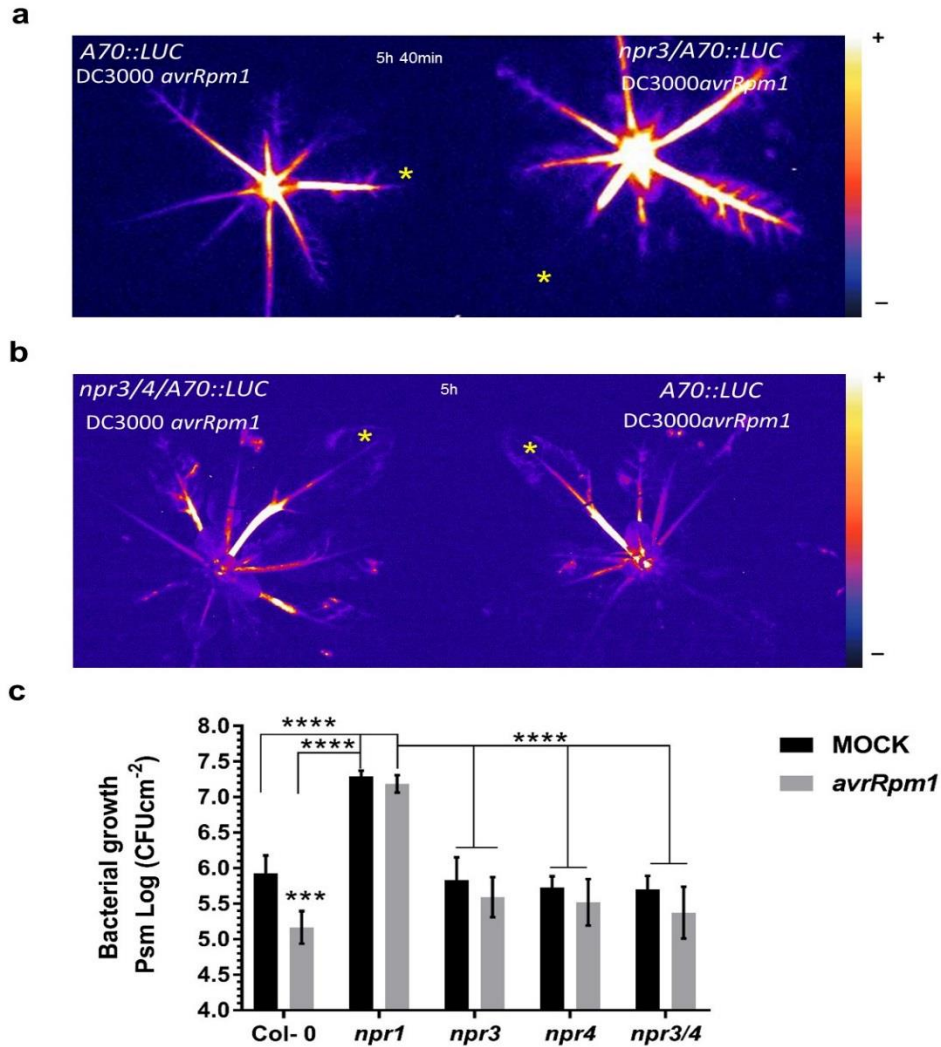 a
A70::LUC
DC3000 avrRpm1
5h 40min
npr3/A70::LUC
DC3000avrRpm1
*
*
+
–
b
npr3/4/A70::LUC
DC3000 avrRpm1
5h
A70::LUC
DC3000avrRpm1
*
*
+
–
c
Bacterial growth
Psm Log (CFUcm⁻²)
8.0
7.5
7.0
6.5
6.0
5.5
5.0
4.5
4.0
****
****
***
****
MOCK
avrRpm1
Col- 0
npr1
npr3
npr4
npr3/4